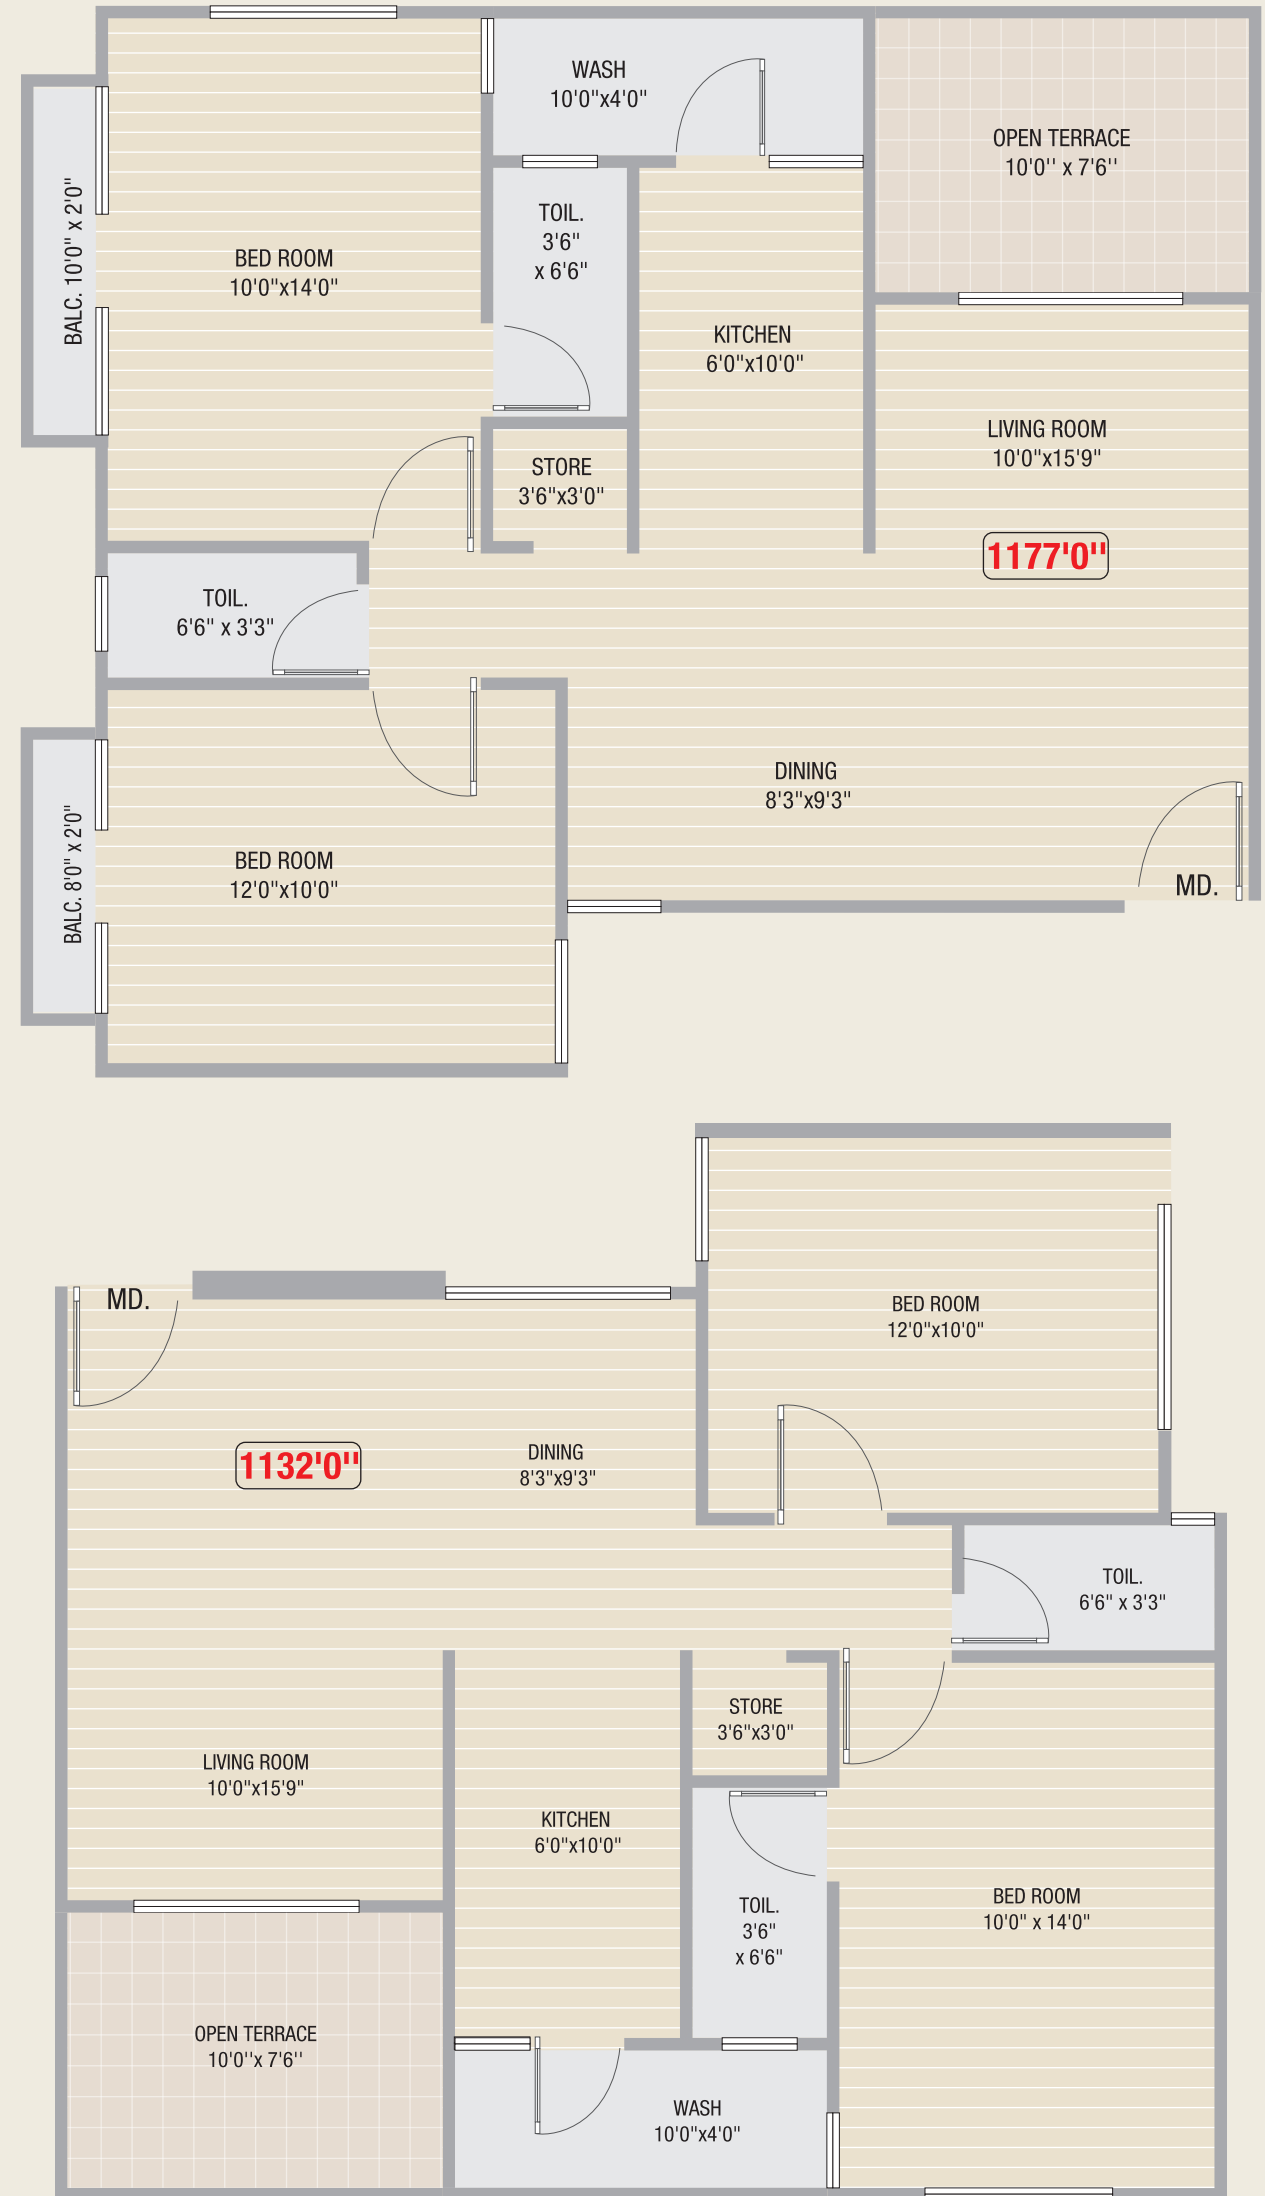 WASH
10'0"x4'0"
OPEN TERRACE
10'0'' x 7'6''
BALC. 10'0" x 2'0"
BED ROOM
10'0"x14'0"
TOIL.
3'6"
x 6'6"
KITCHEN
6'0"x10'0"
LIVING ROOM
10'0"x15'9"
STORE
3'6"x3'0"
1177'0''
TOIL.
6'6" x 3'3"
DINING
8'3"x9'3"
BALC. 8'0" x 2'0"
BED ROOM
12'0"x10'0"
MD.
MD.
BED ROOM
12'0"x10'0"
1132'0''
DINING
8'3"x9'3"
TOIL.
6'6" x 3'3"
STORE
3'6"x3'0"
LIVING ROOM
10'0"x15'9"
KITCHEN
6'0"x10'0"
TOIL.
3'6"
x 6'6"
BED ROOM
10'0" x 14'0"
OPEN TERRACE
10'0''x 7'6''
WASH
10'0"x4'0"